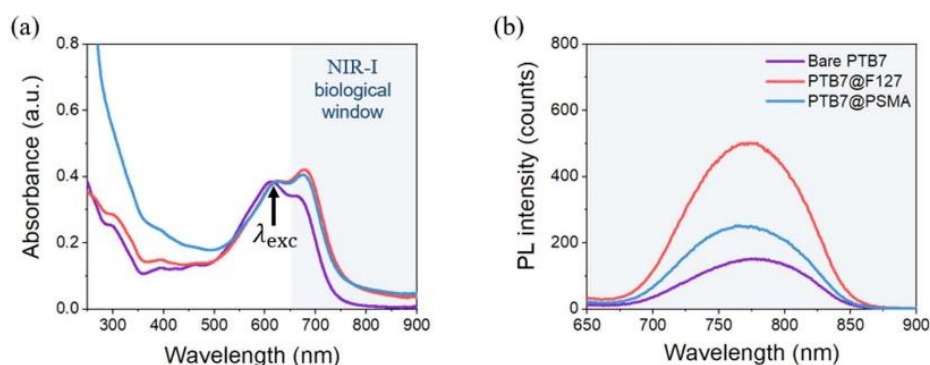 (a)
0.8
0.6
0.4
0.2
0.0
Absorbance (a.u.)
NIR-I
biological
window
λexc
300 400 500 600 700 800 900
Wavelength (nm)
(b)
800
600
400
200
0
PL intensity (counts)
Bare PTB7
PTB7@F127
PTB7@PSMA
650 700 750 800 850 900
Wavelength (nm)